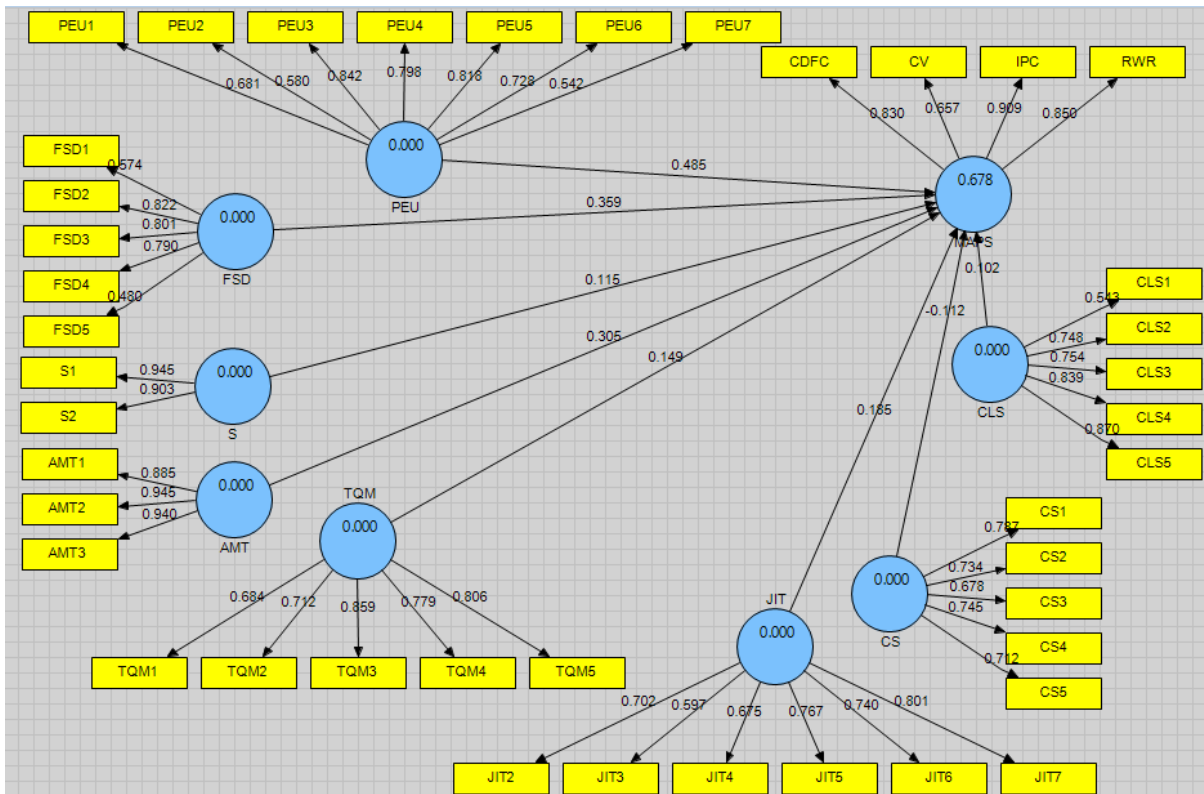 PEU1 PEU2 PEU3 PEU4 PEU5 PEU6 PEU7
0.681 0.580 0.842 0.798 0.818 0.728 0.542
0.000
PEU
CDFC CV IPC RWR
0.830 0.657 0.909 0.850
0.678
MAPS
0.485
FSD1
FSD2
FSD3
FSD4
FSD5
0.574
0.822
0.801
0.790
0.480
0.000
FSD
0.359
S1
S2
0.945
0.903
0.000
S
0.115
AMT1
AMT2
AMT3
0.885
0.945
0.940
0.000
AMT
0.305
TQM
0.000
0.149
0.684 0.712 0.859 0.779 0.806
TQM1 TQM2 TQM3 TQM4 TQM5
0.102
-0.112
0.185
CLS1
CLS2
CLS3
CLS4
CLS5
0.543
0.748
0.754
0.839
0.870
0.000
CLS
CS1
CS2
CS3
CS4
CS5
0.787
0.734
0.678
0.745
0.712
0.000
CS
JIT
0.000
0.702 0.597 0.675 0.767 0.740 0.801
JIT2 JIT3 JIT4 JIT5 JIT6 JIT7